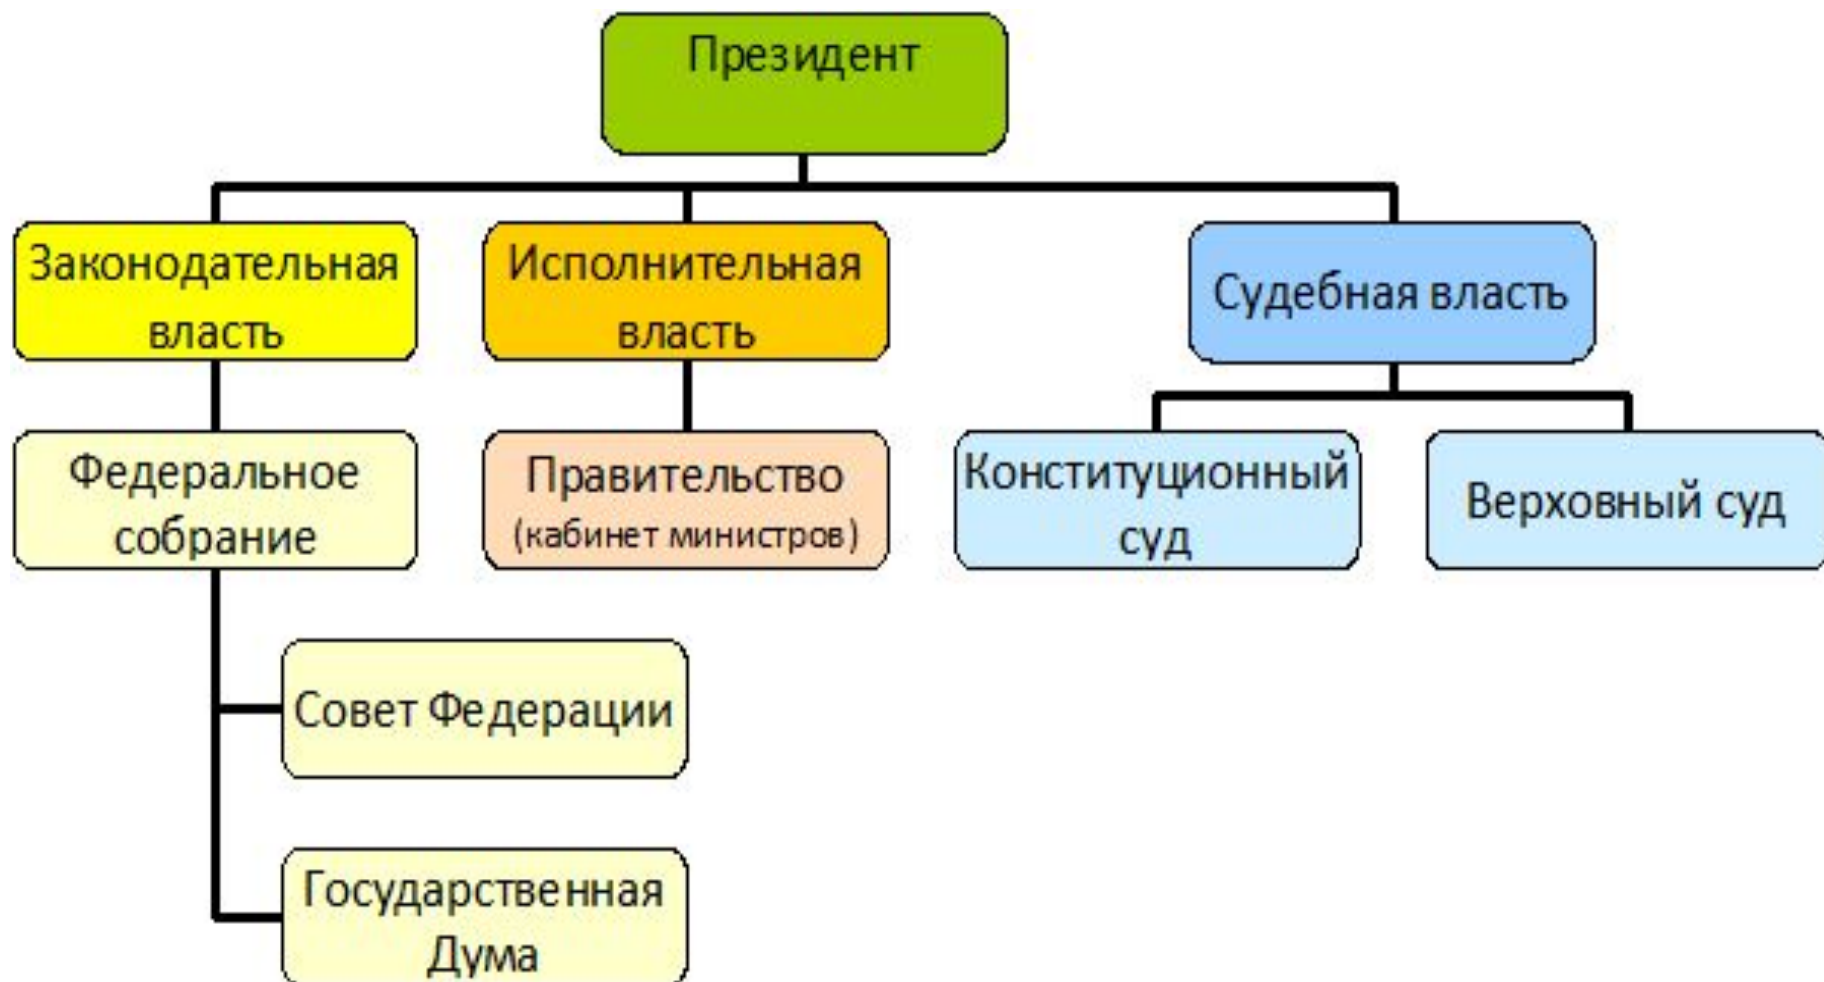 Президент
Законодательная
власть
Исполнительная
власть
Судебная власть
Федеральное
собрание
Правительство
(кабинет министров)
Конституционный
суд
Верховный суд
Совет Федерации
Государственная
Дума